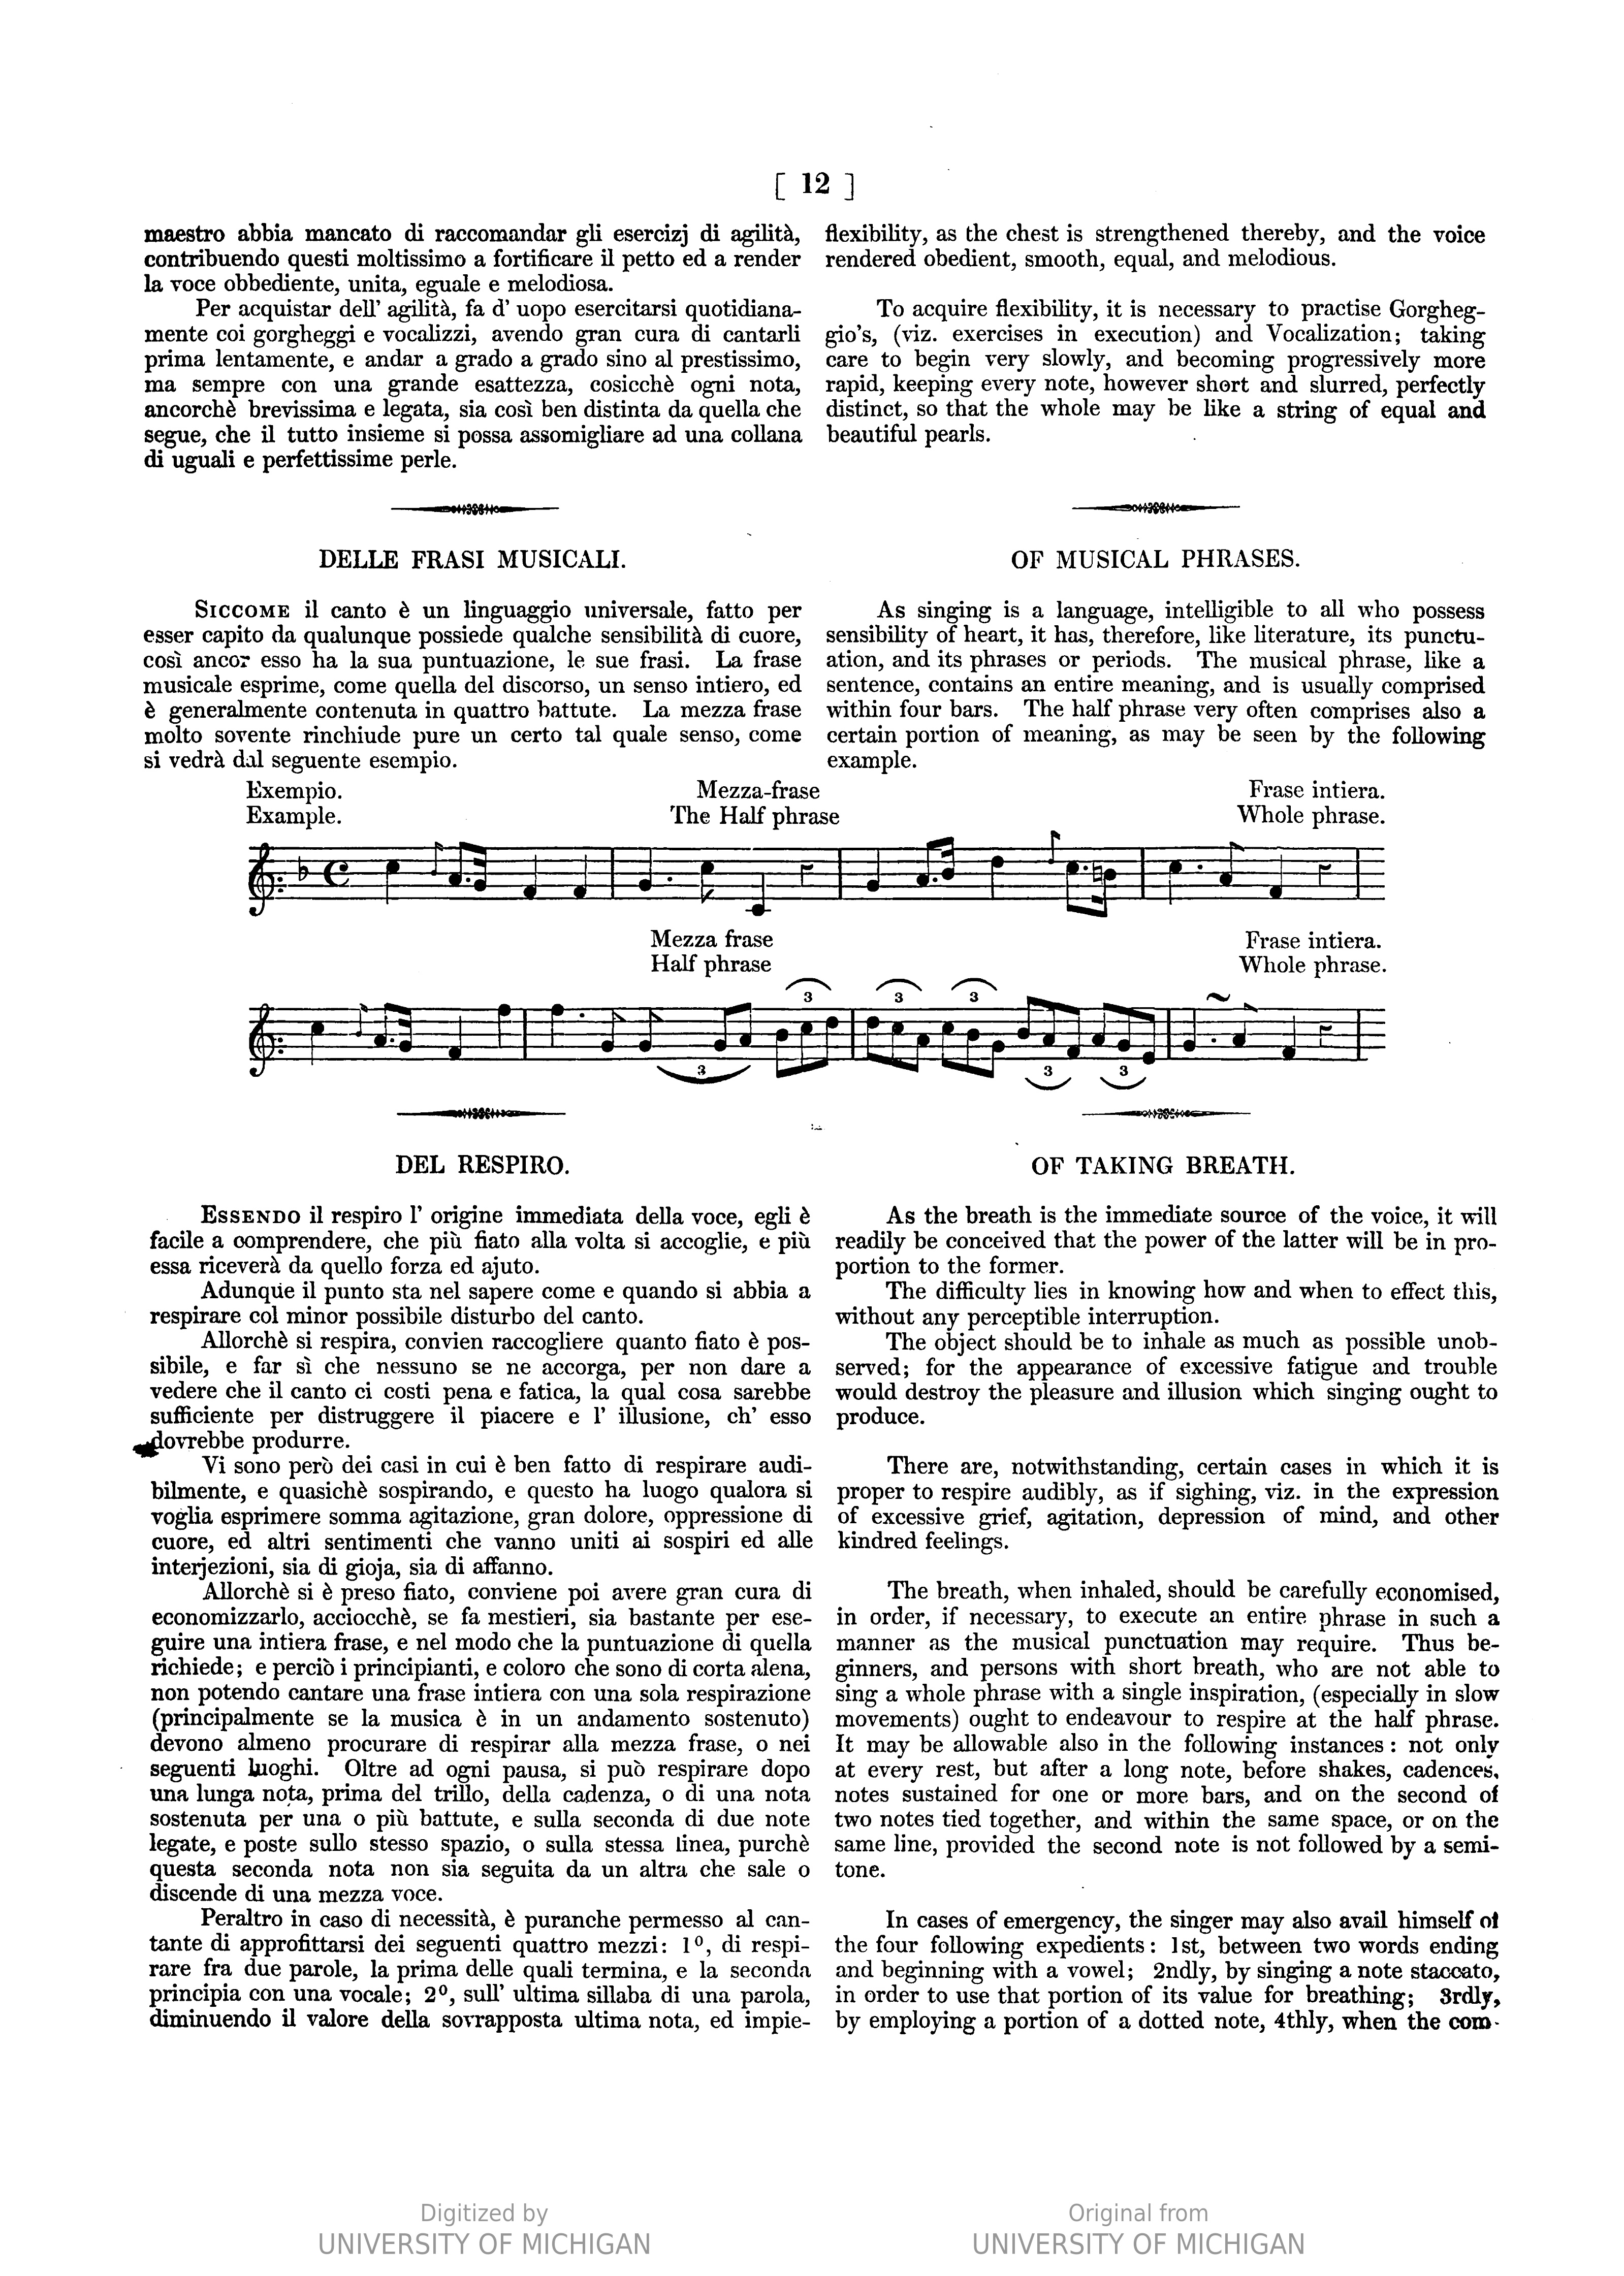 [ 12 ]
maestro abbia mancato di raccomandar gli esercizj di agilità,
contribuendo questi moltissimo a fortificare il petto ed a render
la voce obbediente, unita, eguale e melodiosa.
Per acquistar dell' agilità, fa d' uopo esercitarsi quotidiana-
mente coi gorgheggi e vocalizzi, avendo gran cura di cantarli
prima lentamente, e andar a grado a grado sino al prestissimo,
ma sempre con una grande esattezza, cosicchè ogni nota,
ancorchè brevissima e legata, sia così ben distinta da quella che
segue, che il tutto insieme si possa assomigliare ad una collana
di uguali e perfettissime perle.
flexibility, as the chest is strengthened thereby, and the voice
rendered obedient, smooth, equal, and melodious.
To acquire flexibility, it is necessary to practise Gorgheg-
gio's, (viz. exercises in execution) and Vocalization; taking
care to begin very slowly, and becoming progressively more
rapid, keeping every note, however short and slurred, perfectly
distinct, so that the whole may be like a string of equal and
beautiful pearls.
DELLE FRASI MUSICALI.
SICCOME il canto è un linguaggio universale, fatto per
esser capito da qualunque possiede qualche sensibilità di cuore,
così ancor esso ha la sua puntuazione, le sue frasi. La frase
musicale esprime, come quella del discorso, un senso intiero, ed
è generalmente contenuta in quattro battute. La mezza frase
molto sovente rinchiude pure un certo tal quale senso, come
si vedrà dal seguente esempio.
OF MUSICAL PHRASES.
As singing is a language, intelligible to all who possess
sensibility of heart, it has, therefore, like literature, its punctu-
ation, and its phrases or periods. The musical phrase, like a
sentence, contains an entire meaning, and is usually comprised
within four bars. The half phrase very often comprises also a
certain portion of meaning, as may be seen by the following
example.
Exempio. Mezza-frase Frase intiera.
Example. The Half phrase Whole phrase.
Mezza frase Frase intiera.
Half phrase Whole phrase.
3 3 3
3 3 3
DEL RESPIRO.
ESSENDO il respiro l' origine immediata della voce, egli è
facile a comprendere, che più fiato alla volta si accoglie, e più
essa riceverà da quello forza ed ajuto.
Adunque il punto sta nel sapere come e quando si abbia a
respirare col minor possibile disturbo del canto.
Allorchè si respira, convien raccogliere quanto fiato è pos-
sibile, e far sì che nessuno se ne accorga, per non dare a
vedere che il canto ci costi pena e fatica, la qual cosa sarebbe
sufficiente per distruggere il piacere e l' illusione, ch' esso
dovrebbe produrre.
Vi sono però dei casi in cui è ben fatto di respirare audi-
bilmente, e quasichè sospirando, e questo ha luogo qualora si
voglia esprimere somma agitazione, gran dolore, oppressione di
cuore, ed altri sentimenti che vanno uniti ai sospiri ed alle
interjezioni, sia di gioja, sia di affanno.
Allorchè si è preso fiato, conviene poi avere gran cura di
economizzarlo, acciocchè, se fa mestieri, sia bastante per ese-
guire una intiera frase, e nel modo che la puntuazione di quella
richiede; e perciò i principianti, e coloro che sono di corta alena,
non potendo cantare una frase intiera con una sola respirazione
(principalmente se la musica è in un andamento sostenuto)
devono almeno procurare di respirar alla mezza frase, o nei
seguenti luoghi. Oltre ad ogni pausa, si può respirare dopo
una lunga nota, prima del trillo, della cadenza, o di una nota
sostenuta per una o più battute, e sulla seconda di due note
legate, e poste sullo stesso spazio, o sulla stessa linea, purchè
questa seconda nota non sia seguita da un altra che sale o
discende di una mezza voce.
Peraltro in caso di necessità, è puranche permesso al can-
tante di approfittarsi dei seguenti quattro mezzi: 1º, di respi-
rare fra due parole, la prima delle quali termina, e la seconda
principia con una vocale; 2º, sull' ultima sillaba di una parola,
diminuendo il valore della sovrapposta ultima nota, ed impie-
OF TAKING BREATH.
As the breath is the immediate source of the voice, it will
readily be conceived that the power of the latter will be in pro-
portion to the former.
The difficulty lies in knowing how and when to effect this,
without any perceptible interruption.
The object should be to inhale as much as possible unob-
served; for the appearance of excessive fatigue and trouble
would destroy the pleasure and illusion which singing ought to
produce.
There are, notwithstanding, certain cases in which it is
proper to respire audibly, as if sighing, viz. in the expression
of excessive grief, agitation, depression of mind, and other
kindred feelings.
The breath, when inhaled, should be carefully economised,
in order, if necessary, to execute an entire phrase in such a
manner as the musical punctuation may require. Thus be-
ginners, and persons with short breath, who are not able to
sing a whole phrase with a single inspiration, (especially in slow
movements) ought to endeavour to respire at the half phrase.
It may be allowable also in the following instances: not only
at every rest, but after a long note, before shakes, cadences,
notes sustained for one or more bars, and on the second of
two notes tied together, and within the same space, or on the
same line, provided the second note is not followed by a semi-
tone.
In cases of emergency, the singer may also avail himself of
the four following expedients: 1st, between two words ending
and beginning with a vowel; 2ndly, by singing a note staccato,
in order to use that portion of its value for breathing; 3rdly,
by employing a portion of a dotted note, 4thly, when the com-
Digitized by
UNIVERSITY OF MICHIGAN
Original from
UNIVERSITY OF MICHIGAN